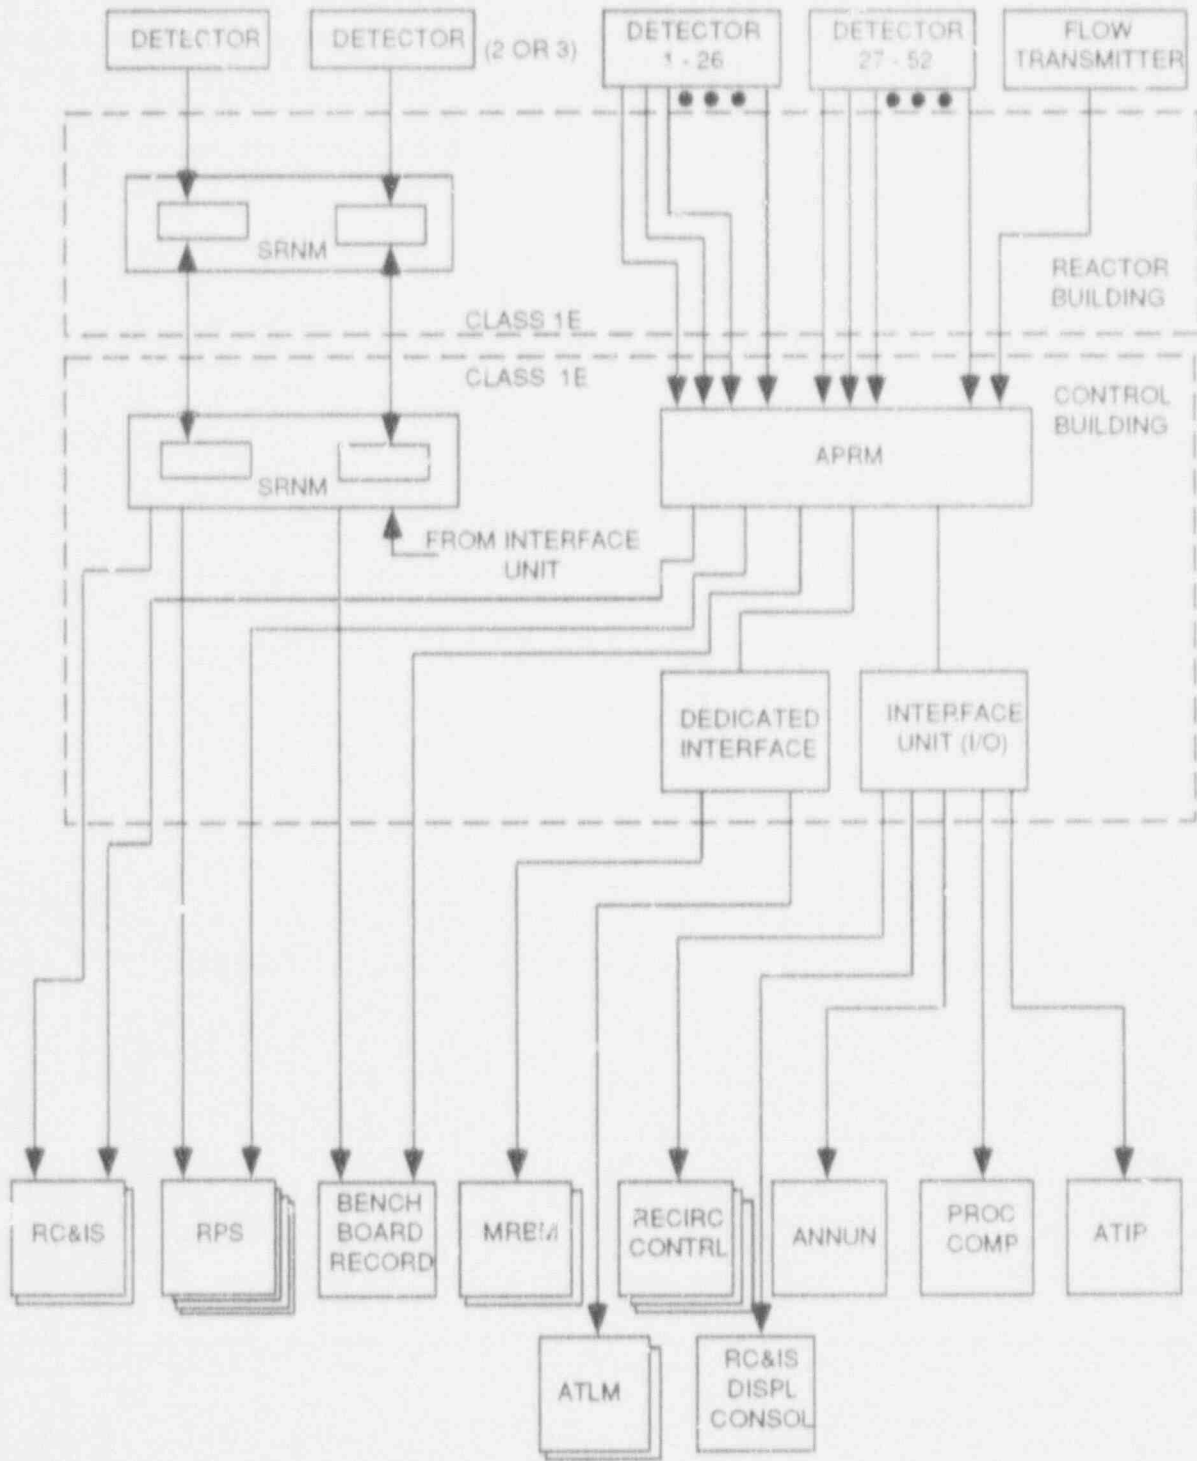 DETECTOR
DETECTOR
(2 OR 3)
DETECTOR
1 - 26
DETECTOR
27 - 52
FLOW
TRANSMITTER
SRNM
REACTOR
BUILDING
CLASS 1E
CLASS 1E
CONTROL
BUILDING
APRM
SRNM
FROM INTERFACE
UNIT
DEDICATED
INTERFACE
INTERFACE
UNIT (I/O)
RC&IS
RPS
BENCH
BOARD
RECORD
MRBM
RECIRC
CONTRL
ANNUN
PROC
COMP
ATIP
ATLM
RC&IS
DISPL
CONSOL